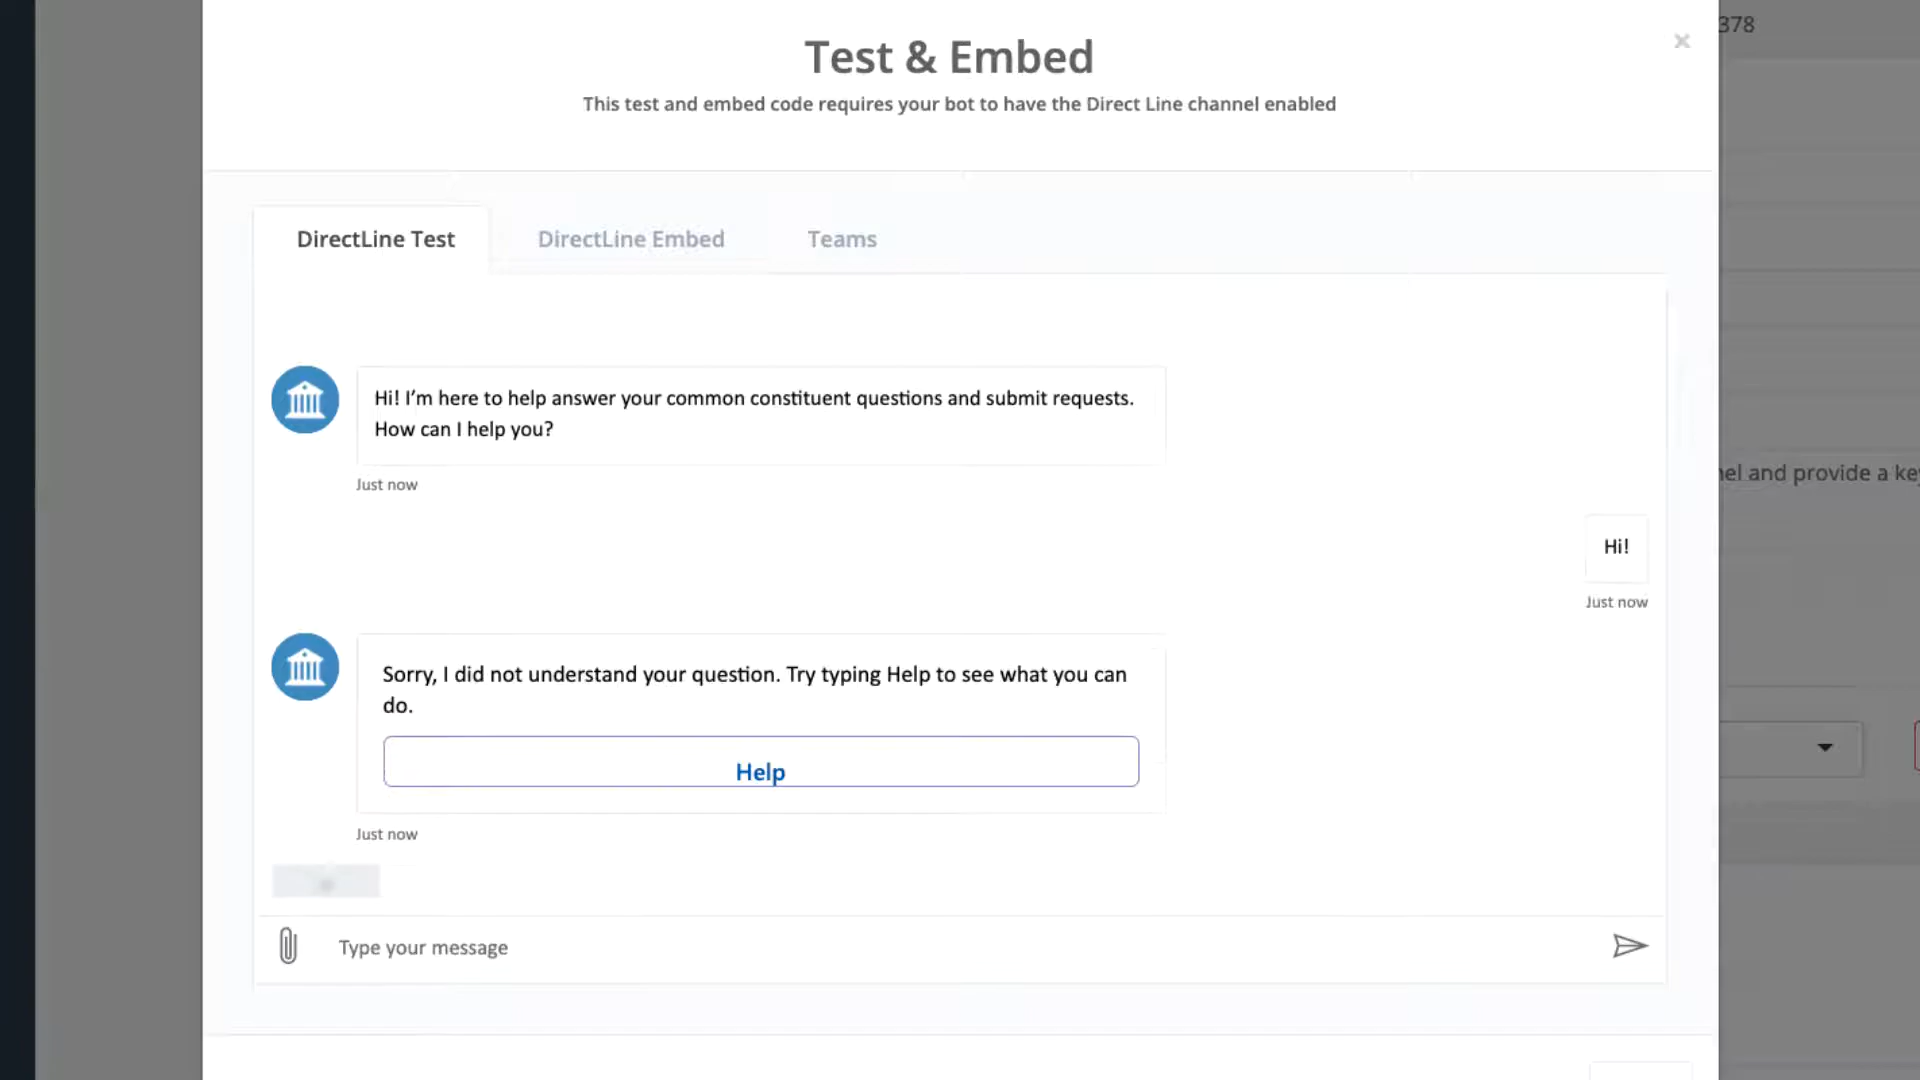 378
Test & Embed
This test and embed code requires your bot to have the Direct Line channel enabled
DirectLine Test
DirectLine Embed
Teams
Hi! I’m here to help answer your common constituent questions and submit requests.
How can I help you?
Just now
and provide a
Hi!
Just now
Sorry, I did not understand your question. Try typing Help to see what you can
do.
Help
Just now
Type your message